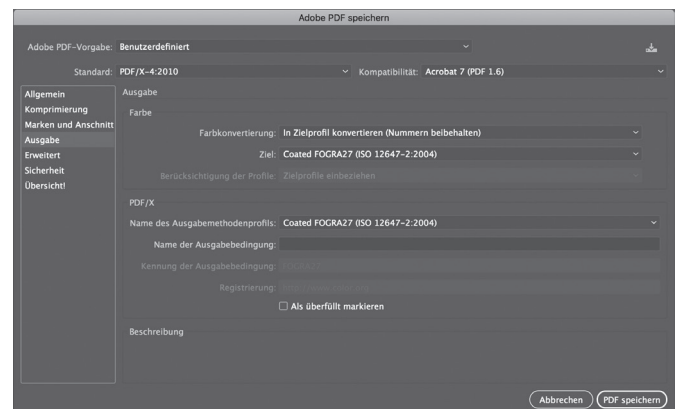 Adobe PDF speichern
Adobe PDF-Vorgabe: Benutzerdefiniert
Standard: PDF/X-4:2010 Kompatibilität: Acrobat 7 (PDF 1.6)
Allgemein
Komprimierung
Marken und Anschnitt
Ausgabe
Erweitert
Sicherheit
Übersicht!
Ausgabe
Farbe
Farbkonvertierung: In Zielprofil konvertieren (Nummern beibehalten)
Ziel: Coated FOGRA27 (ISO 12647-2:2004)
Berücksichtigung der Profile: Zielprofile einbeziehen
PDF/X
Name des Ausgabemethodenprofils: Coated FOGRA27 (ISO 12647-2:2004)
Name der Ausgabebedingung:
Kennung der Ausgabebedingung: FOGRA27
Registrierung:
Als überfüllt markieren
Beschreibung
Abbrechen PDF speichern